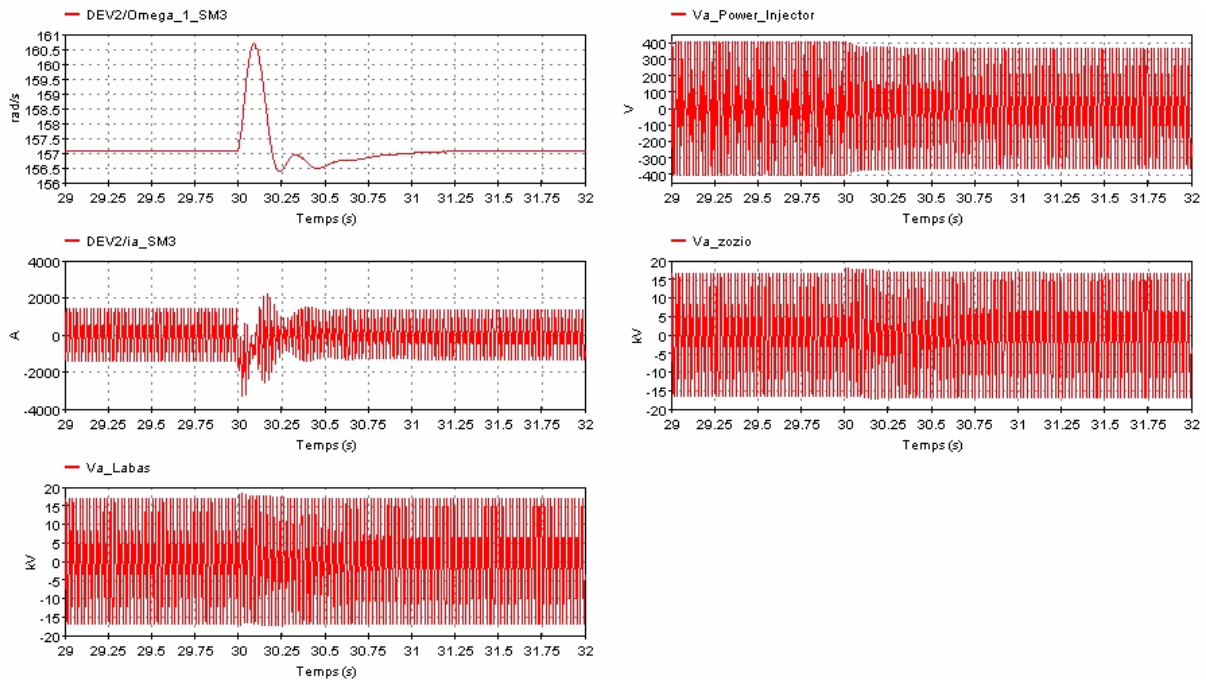 DEV2/Omega_1_SM3
161
160.5
160
159.5
159
158.5
158
157.5
157
156.5
156
rad/s
29 29.25 29.5 29.75 30 30.25 30.5 30.75 31 31.25 31.5 31.75 32
Temps (s)
Va_Power_Injector
400
300
200
100
0
-100
-200
-300
-400
V
29 29.25 29.5 29.75 30 30.25 30.5 30.75 31 31.25 31.5 31.75 32
Temps (s)
DEV2/ia_SM3
4000
2000
0
-2000
-4000
A
29 29.25 29.5 29.75 30 30.25 30.5 30.75 31 31.25 31.5 31.75 32
Temps (s)
Va_zozio
20
15
10
5
0
-5
-10
-15
-20
kV
29 29.25 29.5 29.75 30 30.25 30.5 30.75 31 31.25 31.5 31.75 32
Temps (s)
Va_Labas
20
15
10
5
0
-5
-10
-15
-20
kV
29 29.25 29.5 29.75 30 30.25 30.5 30.75 31 31.25 31.5 31.75 32
Temps (s)